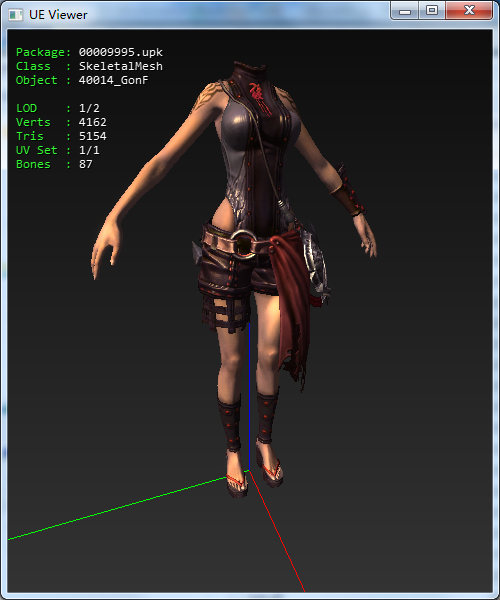 UE Viewer
Package: 00009995.upk
Class : SkeletalMesh
Object : 40014_GonF
LOD : 1/2
Verts : 4162
Tris : 5154
UV Set : 1/1
Bones : 87